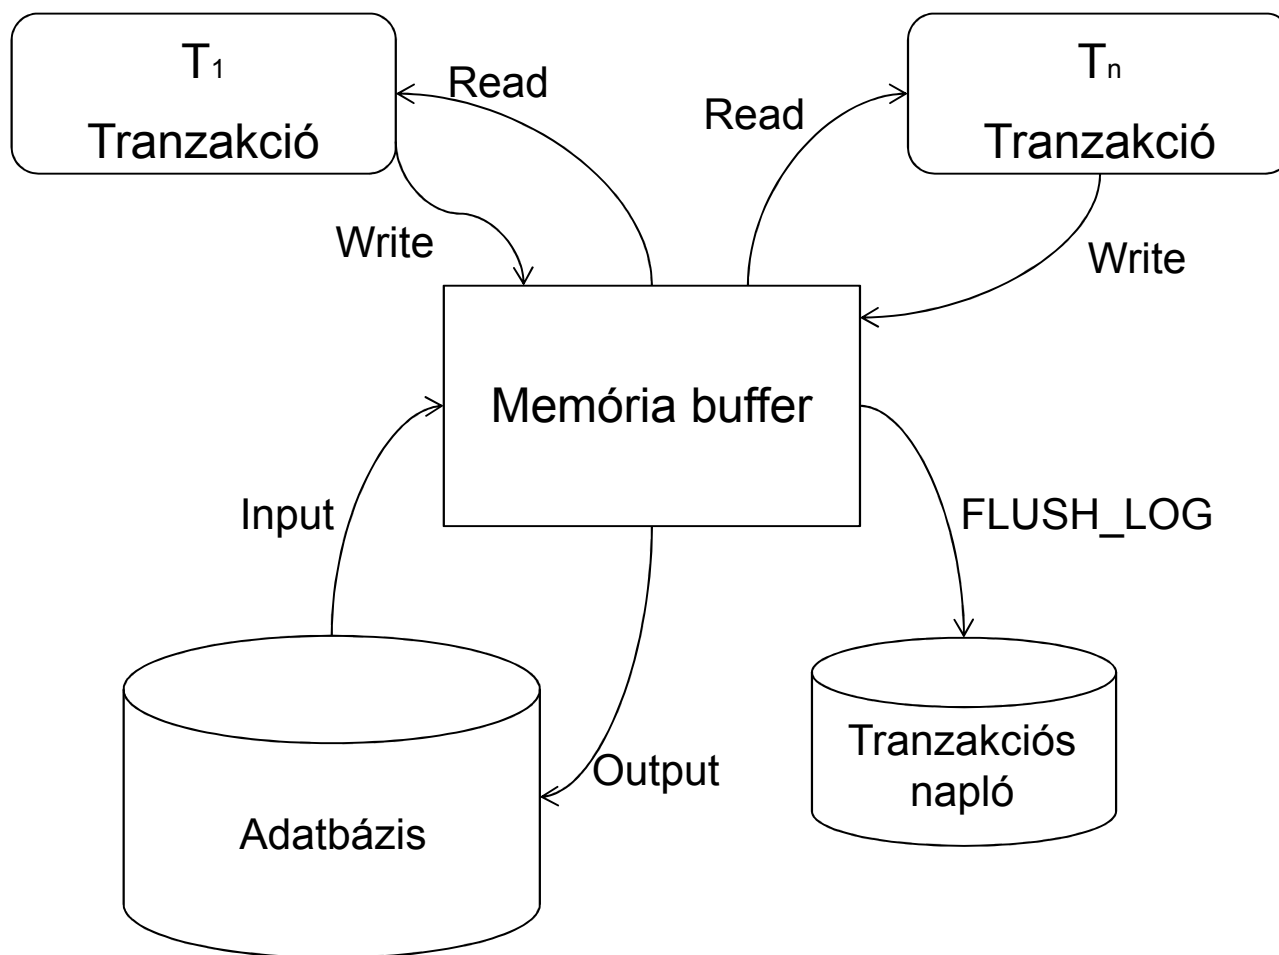 T₁
Tranzakció
Read
Write
Read
Tₙ
Tranzakció
Write
Memória buffer
Input
FLUSH_LOG
Output
Adatbázis
Tranzakciós
napló